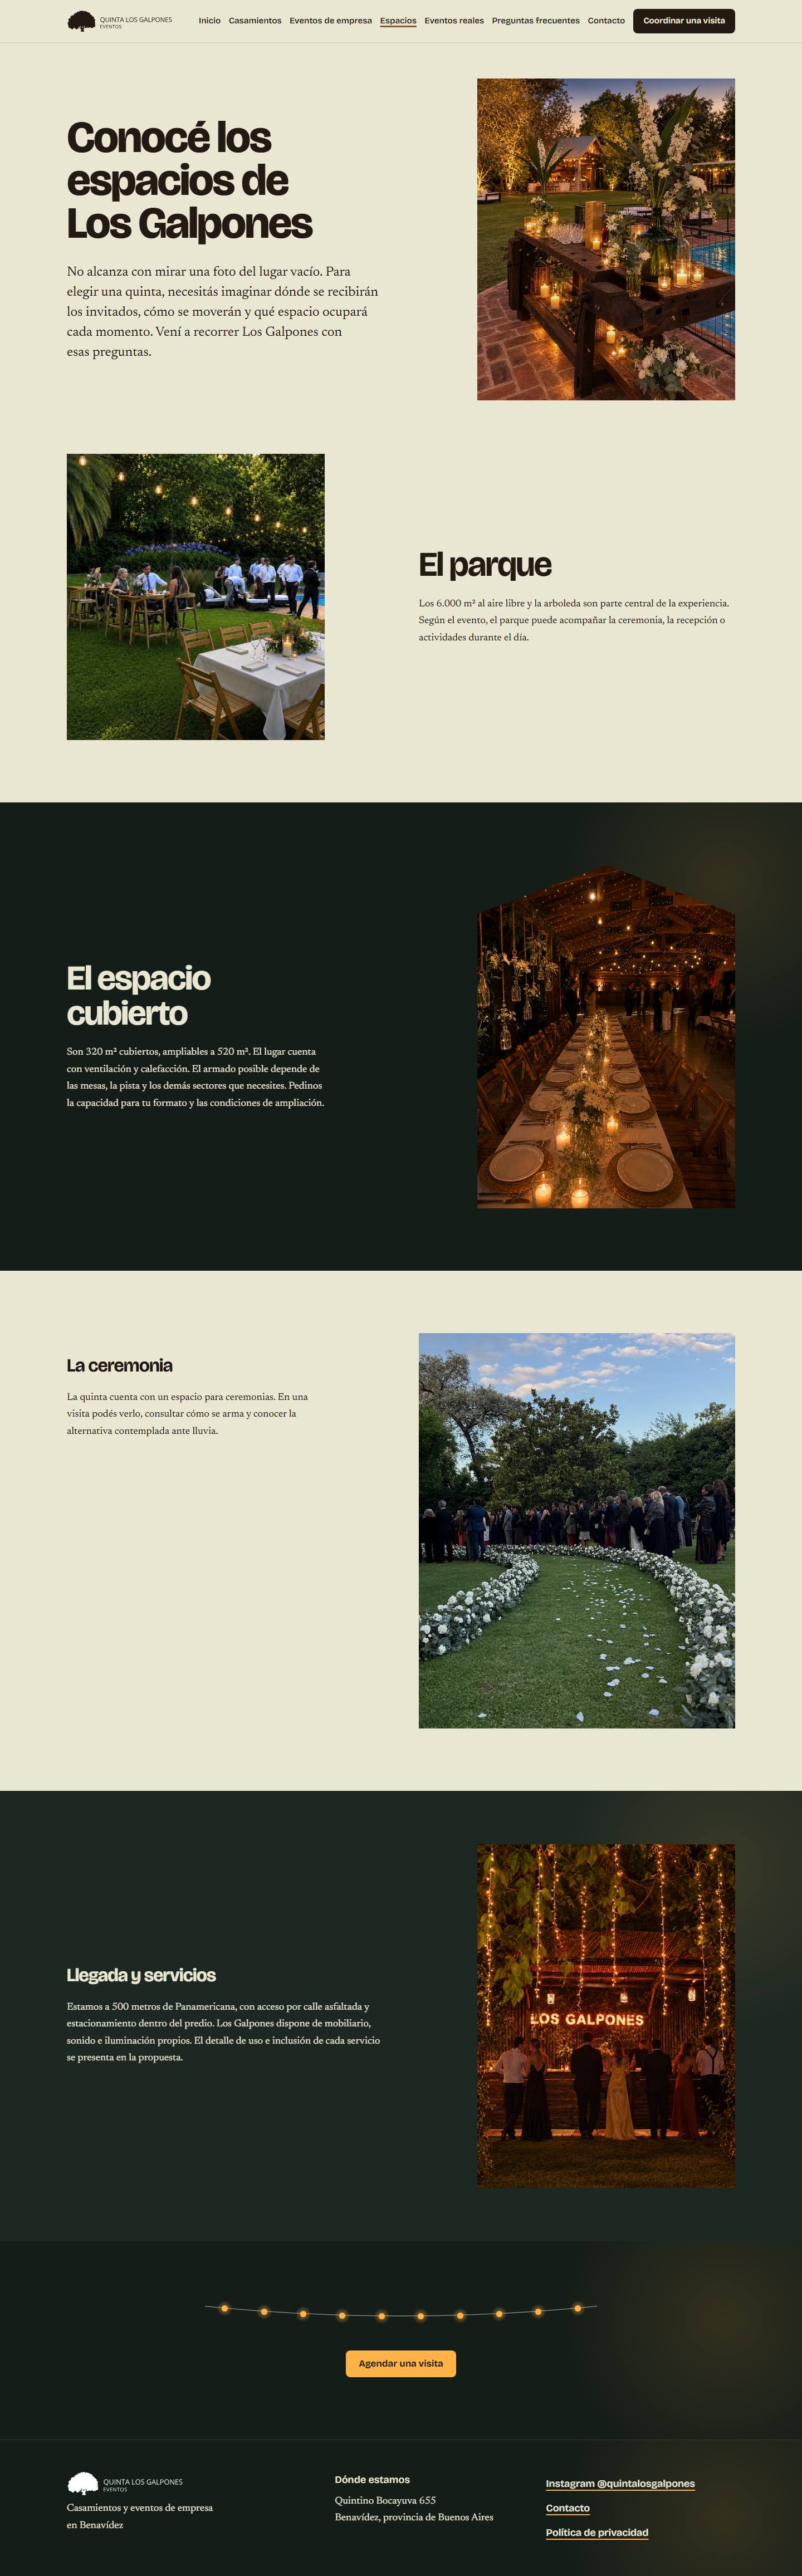 QUINTA LOS GALPONES
EVENTOS
Inicio Casamientos Eventos de empresa Espacios Eventos reales Preguntas frecuentes Contacto Coordinar una visita
Conocé los
espacios de
Los Galpones
No alcanza con mirar una foto del lugar vacío. Para
elegir una quinta, necesitás imaginar dónde se recibirán
los invitados, cómo se moverán y qué espacio ocupará
cada momento. Vení a recorrer Los Galpones con
esas preguntas.
El parque
Los 6.000 m² al aire libre y la arboleda son parte central de la experiencia.
Según el evento, el parque puede acompañar la ceremonia, la recepción o
actividades durante el día.
El espacio
cubierto
Son 320 m² cubiertos, ampliables a 520 m². El lugar cuenta
con ventilación y calefacción. El armado posible depende de
las mesas, la pista y los demás sectores que necesites. Pedinos
la capacidad para tu formato y las condiciones de ampliación.
La ceremonia
La quinta cuenta con un espacio para ceremonias. En una
visita podés verlo, consultar cómo se arma y conocer la
alternativa contemplada ante lluvia.
Llegada y servicios
Estamos a 500 metros de Panamericana, con acceso por calle asfaltada y
estacionamiento dentro del predio. Los Galpones dispone de mobiliario,
sonido e iluminación propios. El detalle de uso e inclusión de cada servicio
se presenta en la propuesta.
LOS GALPONES
Agendar una visita
QUINTA LOS GALPONES
EVENTOS
Casamientos y eventos de empresa
en Benavídez
Dónde estamos
Quintino Bocayuva 655
Benavídez, provincia de Buenos Aires
Instagram @quintalosgalpones
Contacto
Política de privacidad